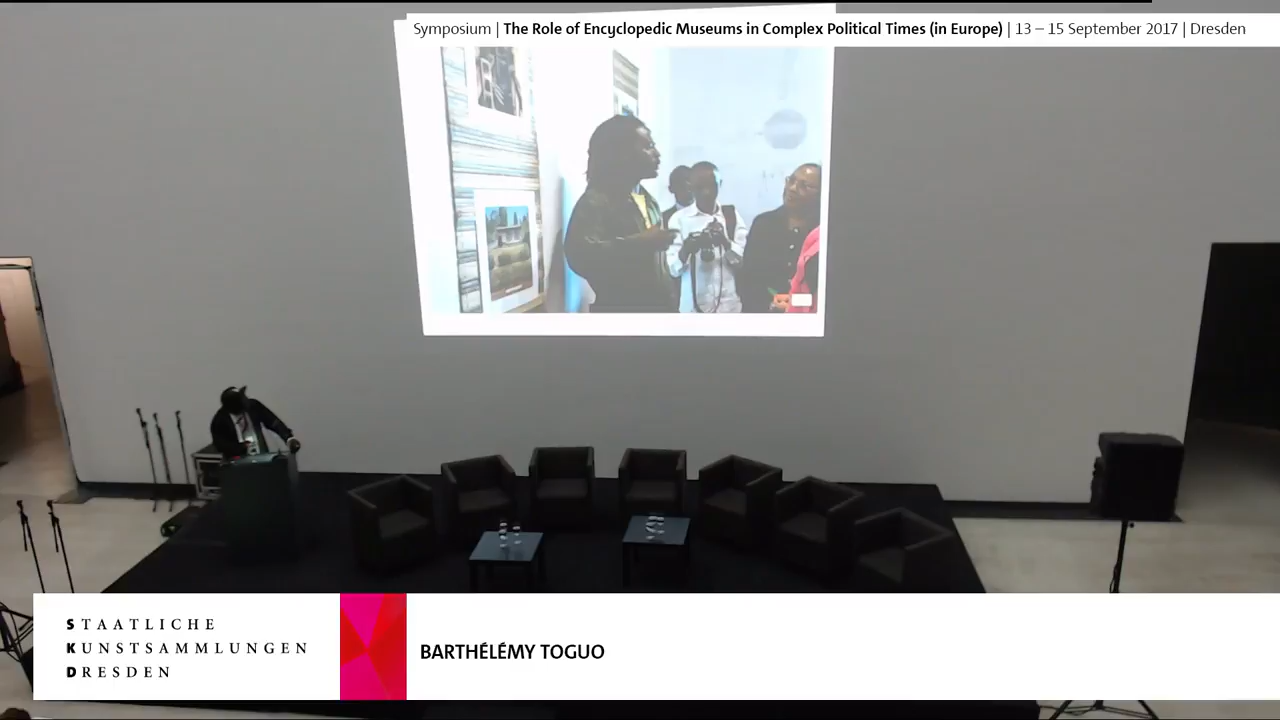 Symposium | The Role of Encyclopedic Museums in Complex Political Times (in Europe) | 13 – 15 September 2017 | Dresden
STAATLICHE
KUNSTSAMMLUNGEN
DRESDEN
BARTHÉLÉMY TOGUO